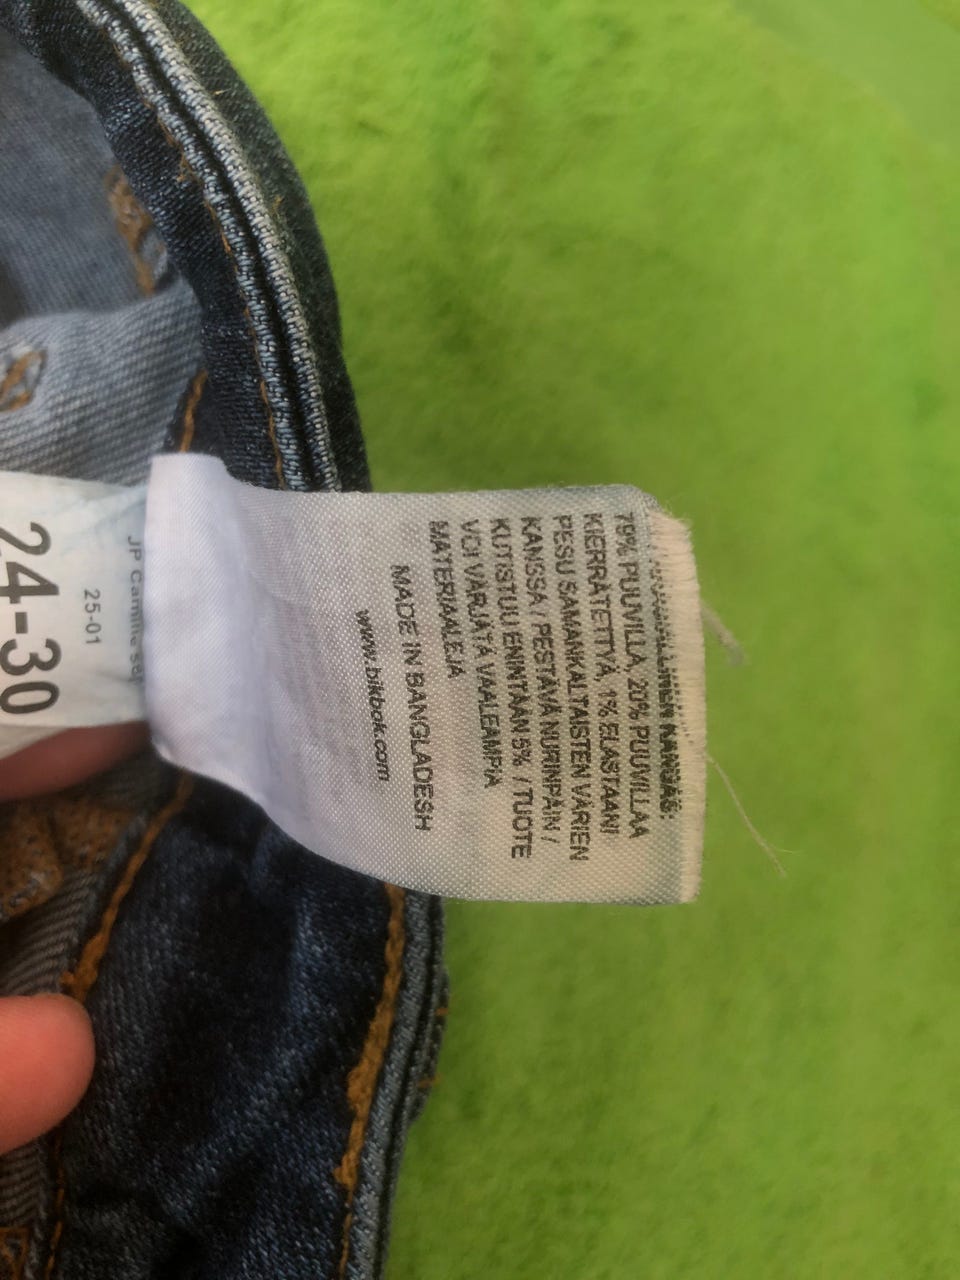 79% PUUVILLA, 20% PUUVILLAA
KIERRÄTETTYÄ, 1% ELASTAANI
PESU SAMANKALTAISTEN VÄRIEN
KANSSA / PESTÄVÄ NURINPÄIN /
KUTISTUU ENINTÄÄN 5% / TUOTE
VOI VÄRJÄTÄ VAALEAMPIA
MATERIAALEJA
MADE IN BANGLADESH
www.bikbok.com
JP
25-01
24-30